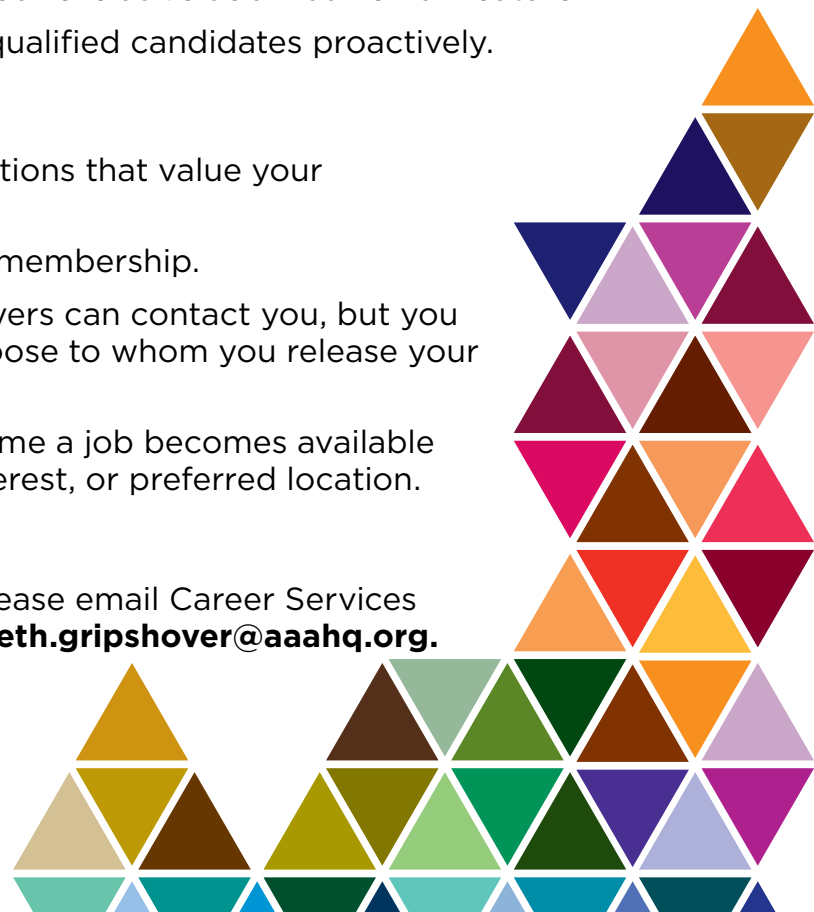 qualified candidates proactively.
tions that value your
membership.
vers can contact you, but you
oose to whom you release your
me a job becomes available
erest, or preferred location.
ease email Career Services
eth.gripshover@aaahq.org.